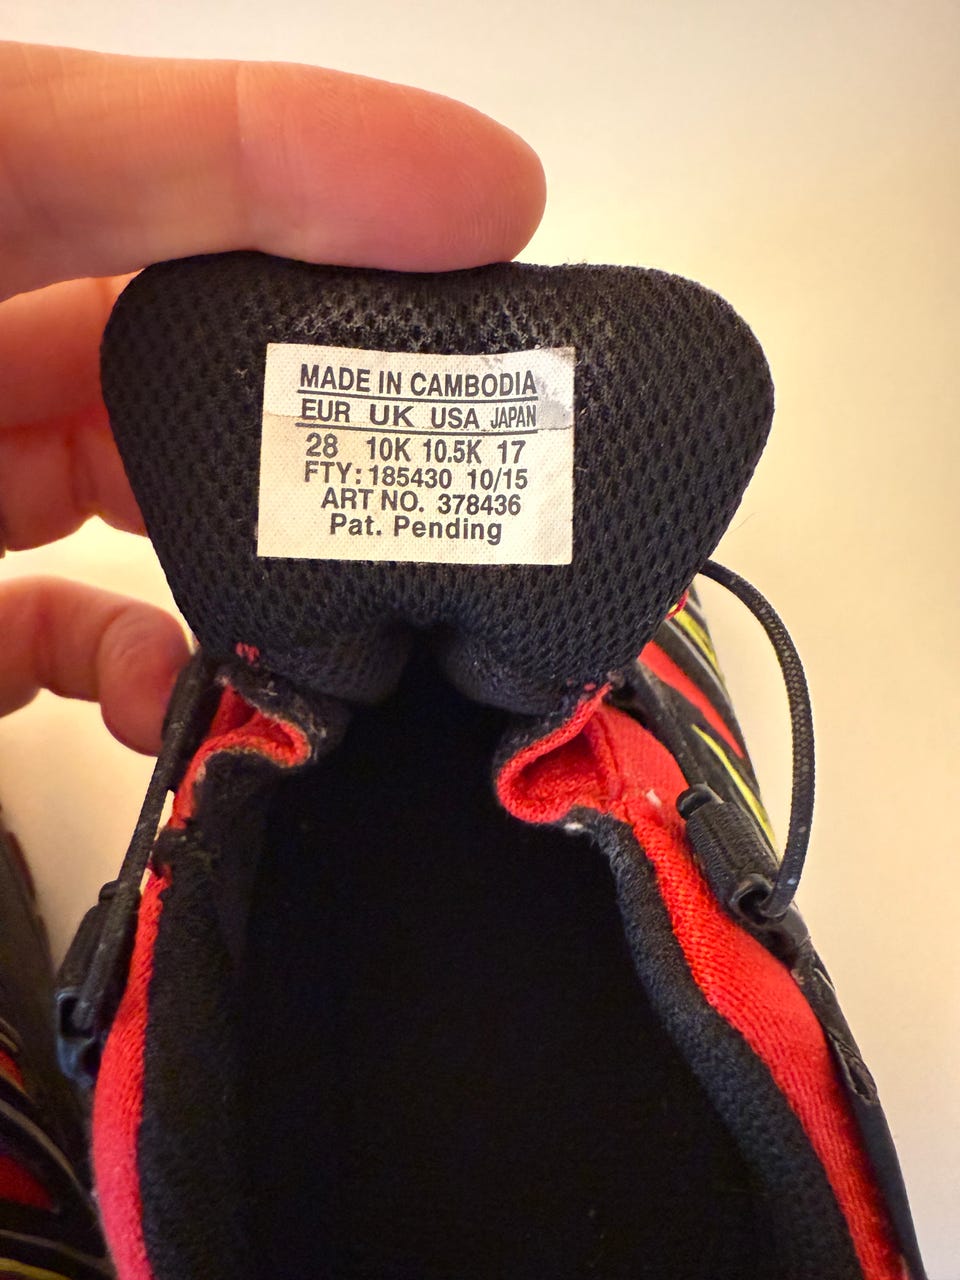 MADE IN CAMBODIA
EUR UK USA JAPAN
28 10K 10.5K 17
FTY: 185430 10/15
ART NO. 378436
Pat. Pending